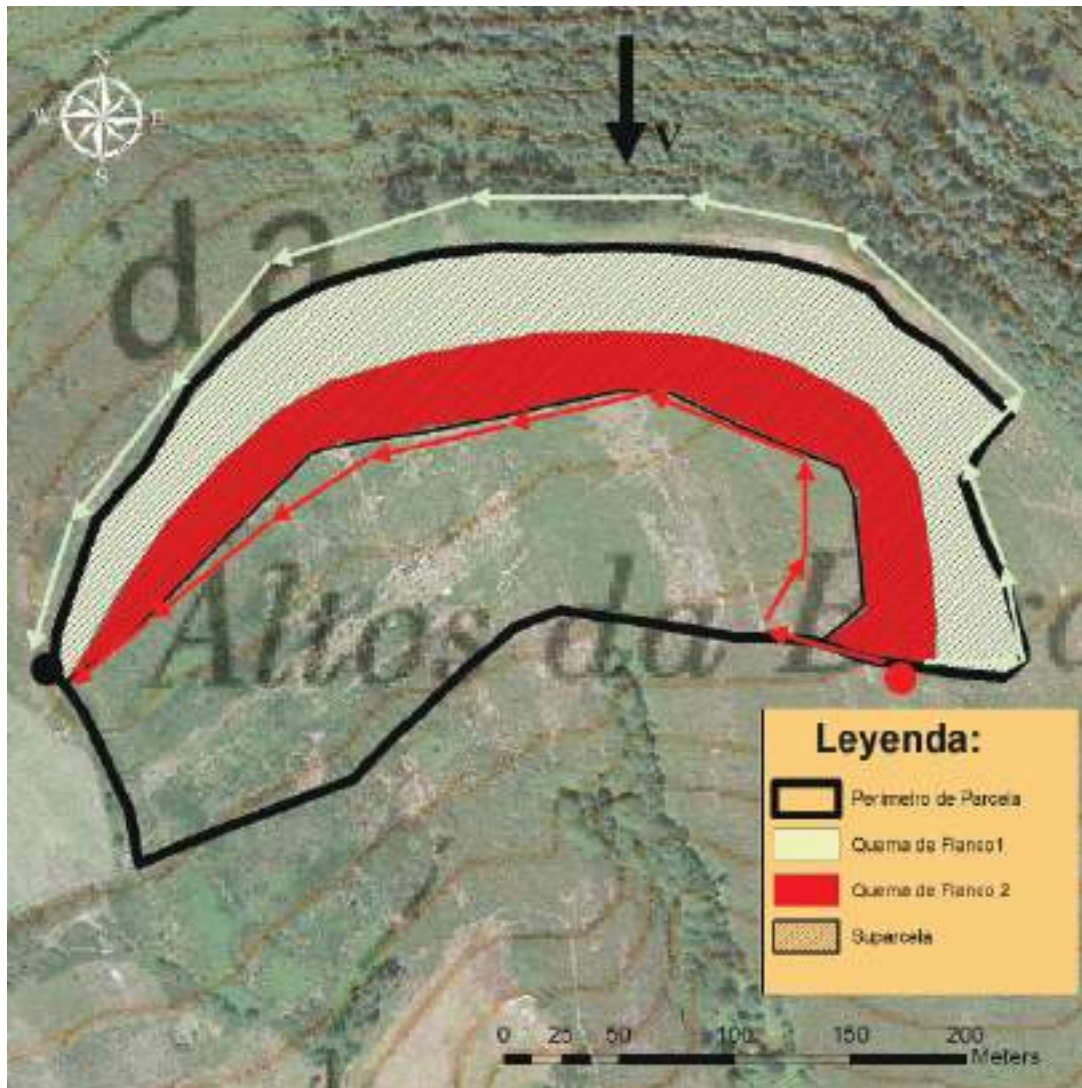 N
W E
S
V
da
Altos da B
Leyenda:
Perímetro de Parcela
Quema de Flanco1
Quema de Flanco 2
Suparcela
0 25 50 100 150 200
Meters